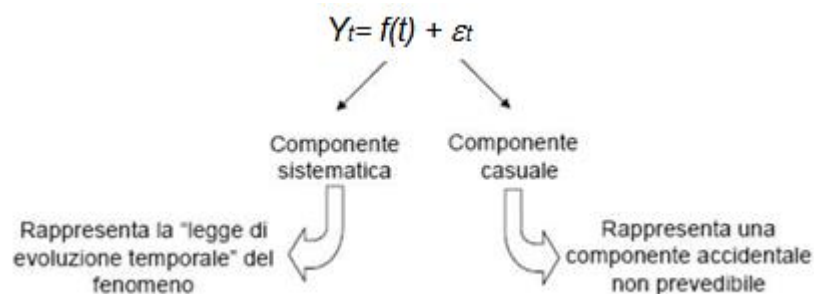 Yt= f(t) + εt
Componente
sistematica
Componente
casuale
Rappresenta la "legge di
evoluzione temporale" del
fenomeno
Rappresenta una
componente accidentale
non prevedibile